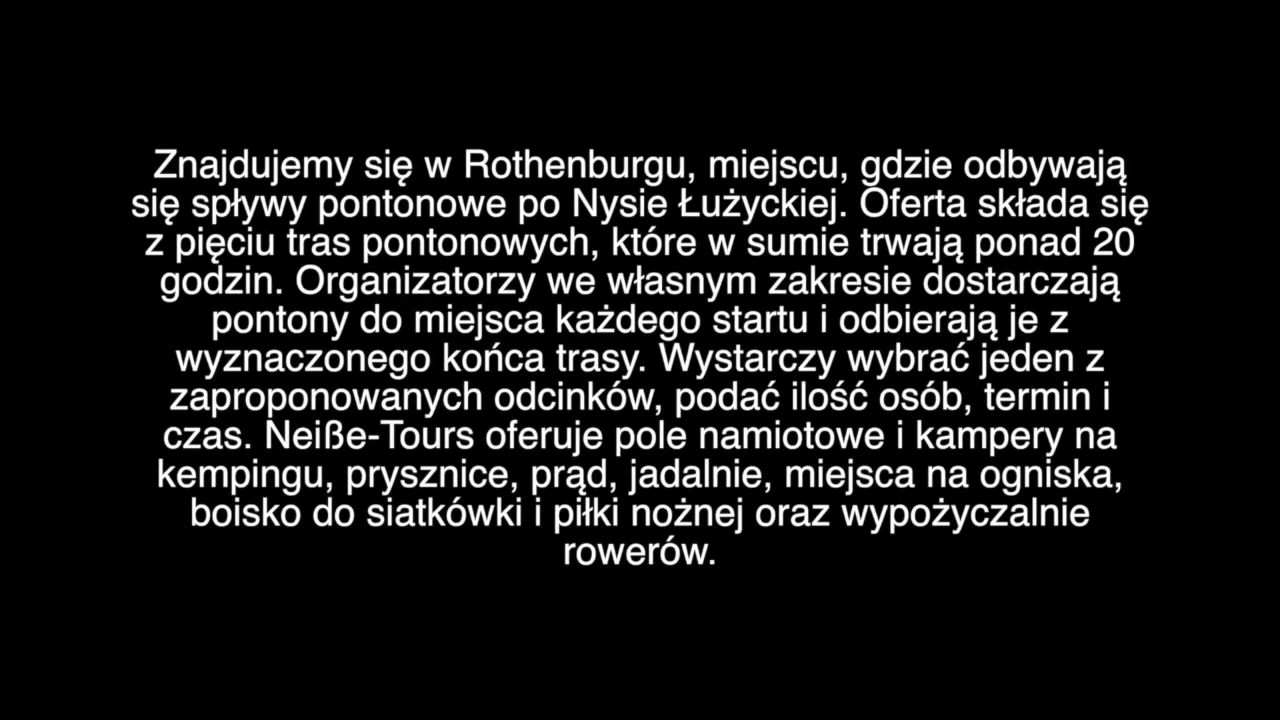 Znajdujemy się w Rothenburgu, miejscu, gdzie odbywają
się spływy pontonowe po Nysie Łużyckiej. Oferta składa się
z pięciu tras pontonowych, które w sumie trwają ponad 20
godzin. Organizatorzy we własnym zakresie dostarczają
pontony do miejsca każdego startu i odbierają je z
wyznaczonego końca trasy. Wystarczy wybrać jeden z
zaproponowanych odcinków, podać ilość osób, termin i
czas. Neiße-Tours oferuje pole namiotowe i kampery na
kempingu, prysznice, prąd, jadalnie, miejsca na ogniska,
boisko do siatkówki i piłki nożnej oraz wypożyczalnie
rowerów.